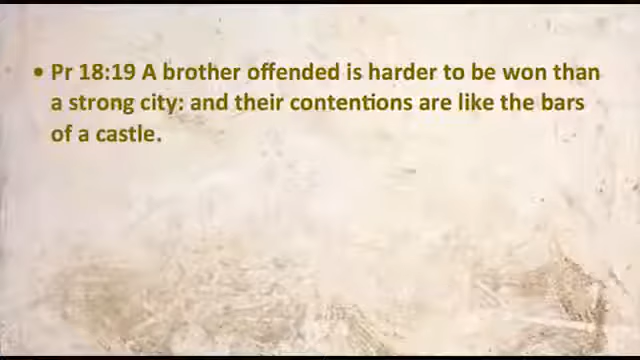 • Pr 18:19 A brother offended is harder to be won than
a strong city: and their contentions are like the bars
of a castle.